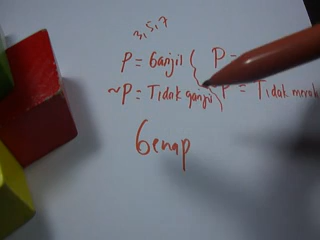 3, 5, 7
P = Ganjil { P =
~P = Tidak ganjil P = Tidak merah
Genap